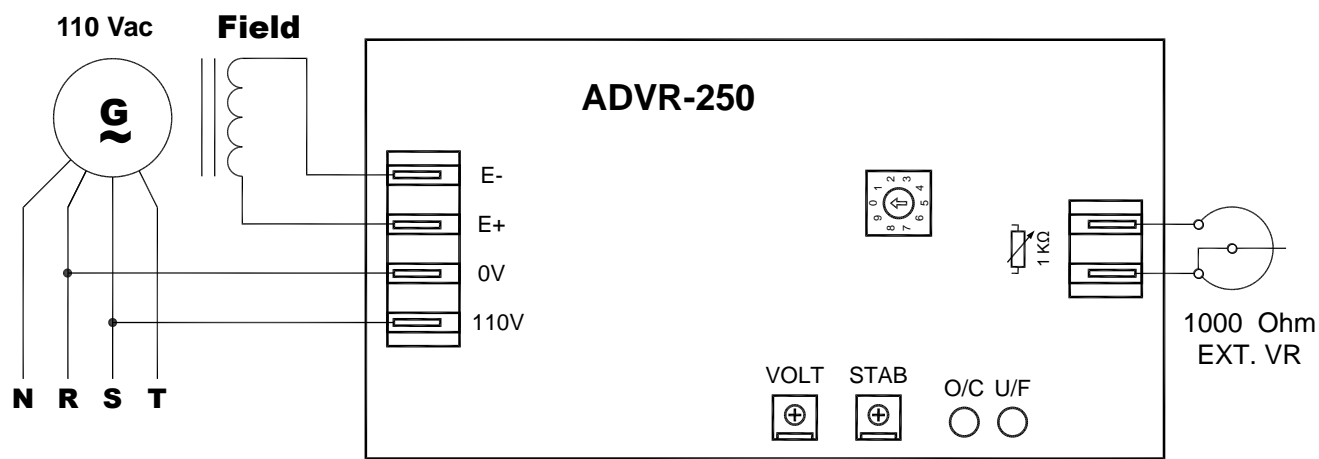 110 Vac
Field
G
~
ADVR-250
E-
E+
0V
110V
0 1 2 3 4 5 6 7 8 9
1 KΩ
1000 Ohm
EXT. VR
VOLT
STAB
O/C
U/F
N
R
S
T